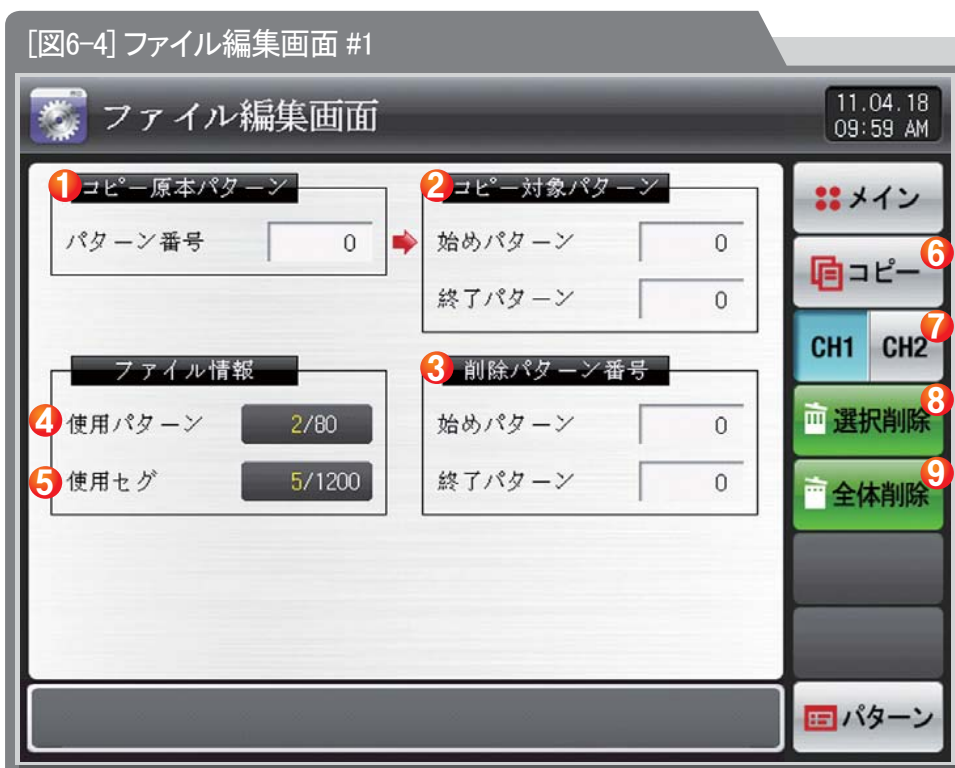 [図6-4] ファイル編集画面 #1
ファイル編集画面
11.04.18
09:59 AM
1 コピー原本パターン
パターン番号 0
2 コピー対象パターン
始めパターン 0
終了パターン 0
ファイル情報
4 使用パターン 2/80
5 使用セグ 5/1200
3 削除パターン番号
始めパターン 0
終了パターン 0
メイン
コピー 6
CH1 CH2 7
選択削除 8
全体削除 9
パターン